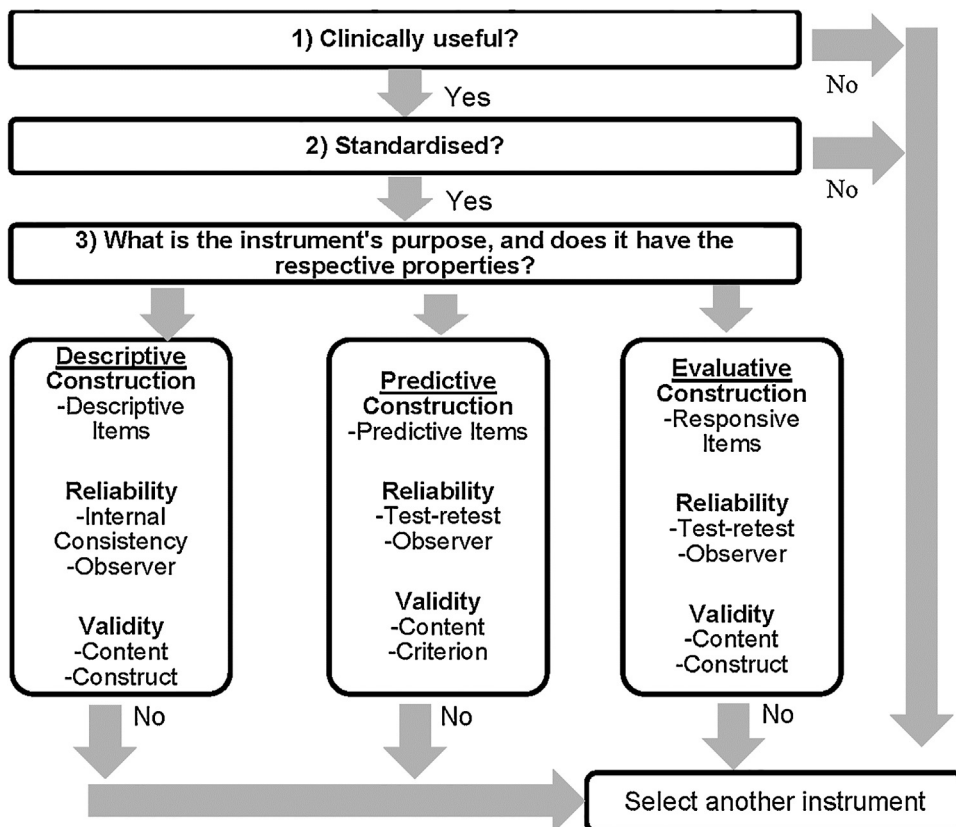 1) Clinically useful?
No
Yes
2) Standardised?
No
Yes
3) What is the instrument's purpose, and does it have the
respective properties?
Descriptive
Construction
-Descriptive
Items
Reliability
-Internal
Consistency
-Observer
Validity
-Content
-Construct
No
Predictive
Construction
-Predictive Items
Reliability
-Test-retest
-Observer
Validity
-Content
-Criterion
No
Evaluative
Construction
-Responsive
Items
Reliability
-Test-retest
-Observer
Validity
-Content
-Construct
No
Select another instrument